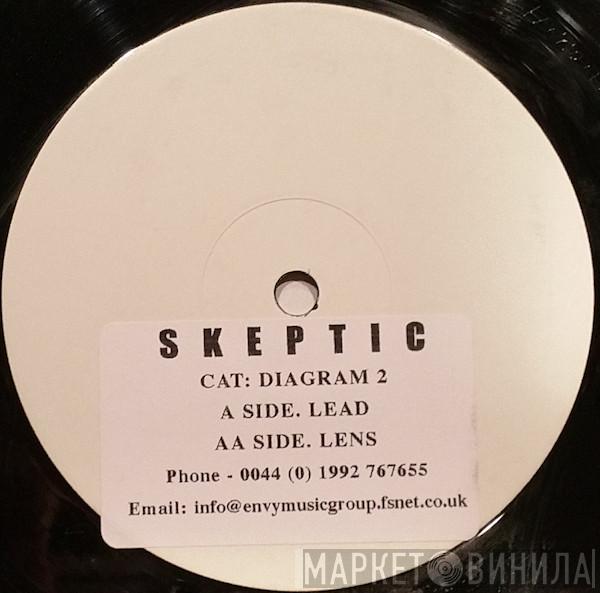 SKEPTIC
CAT: DIAGRAM 2
A SIDE. LEAD
AA SIDE. LENS
Phone - 0044 (0) 1992 767655
Email: info@envymusicgroup.fsnet.co.uk
МАРКЕТ ВИНИЛА